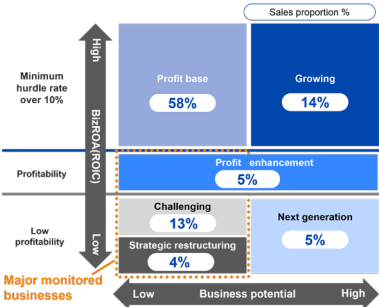 Sales proportion %
High
Minimum
hurdle rate
over 10%
Profit base
58%
Growing
14%
BizROA(ROIC)
Profitability
Profit enhancement
5%
Low
profitability
Challenging
13%
Next generation
5%
Strategic restructuring
4%
Low
Major monitored
businesses
Low
Business potential
High